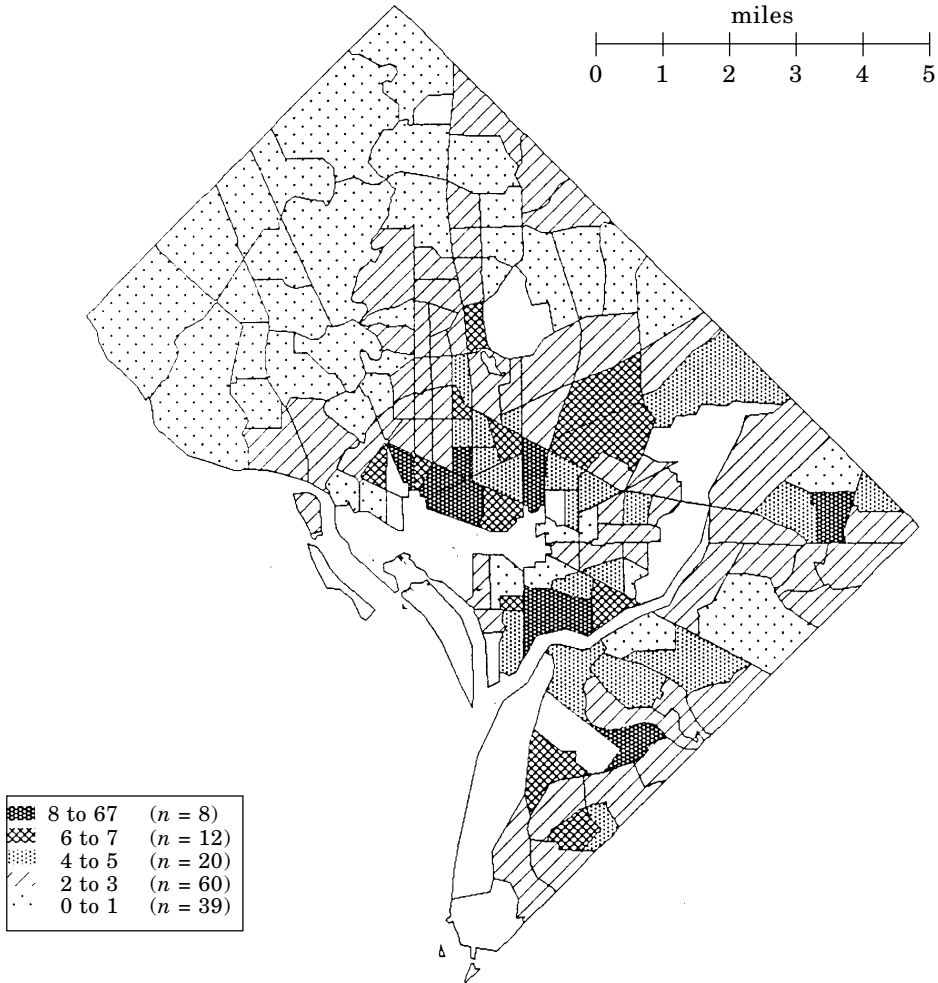 miles
0 1 2 3 4 5
8 to 67 (n = 8)
6 to 7 (n = 12)
4 to 5 (n = 20)
2 to 3 (n = 60)
0 to 1 (n = 39)